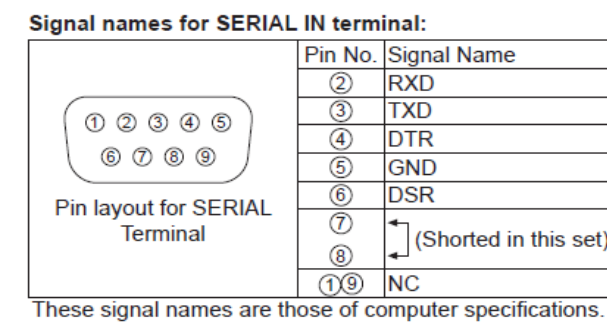 Signal names for SERIAL IN terminal:
Pin No. Signal Name
② RXD
③ TXD
④ DTR
⑤ GND
⑥ DSR
⑦
⑧ (Shorted in this set)
①⑨ NC
① ② ③ ④ ⑤
⑥ ⑦ ⑧ ⑨
Pin layout for SERIAL
Terminal
These signal names are those of computer specifications.